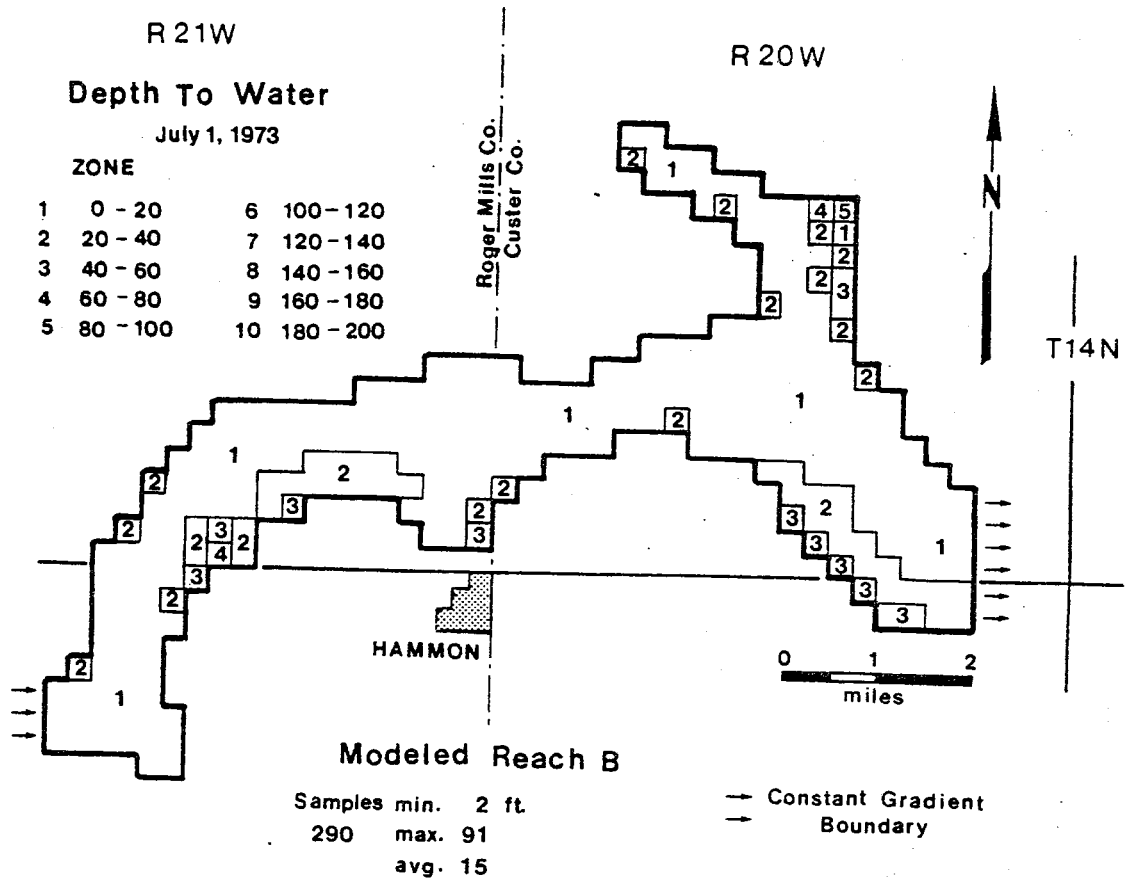 R 21W
R 20W
Depth To Water
July 1, 1973
ZONE
1 0 - 20 6 100 - 120
2 20 - 40 7 120 - 140
3 40 - 60 8 140 - 160
4 60 - 80 9 160 - 180
5 80 - 100 10 180 - 200
Roger Mills Co.
Custer Co.
N
T14N
2
1
2
4 5
2 1
2
2
3
2
2
2
1
1
2
1
2
2
2
3
2
2
3
2
2
3
4
2
3
2
2
1
2
3
3
3
3
3
1
HAMMON
0 1 2
miles
Modeled Reach B
Samples min. 2 ft.
290 max. 91
avg. 15
→ Constant Gradient
→ Boundary